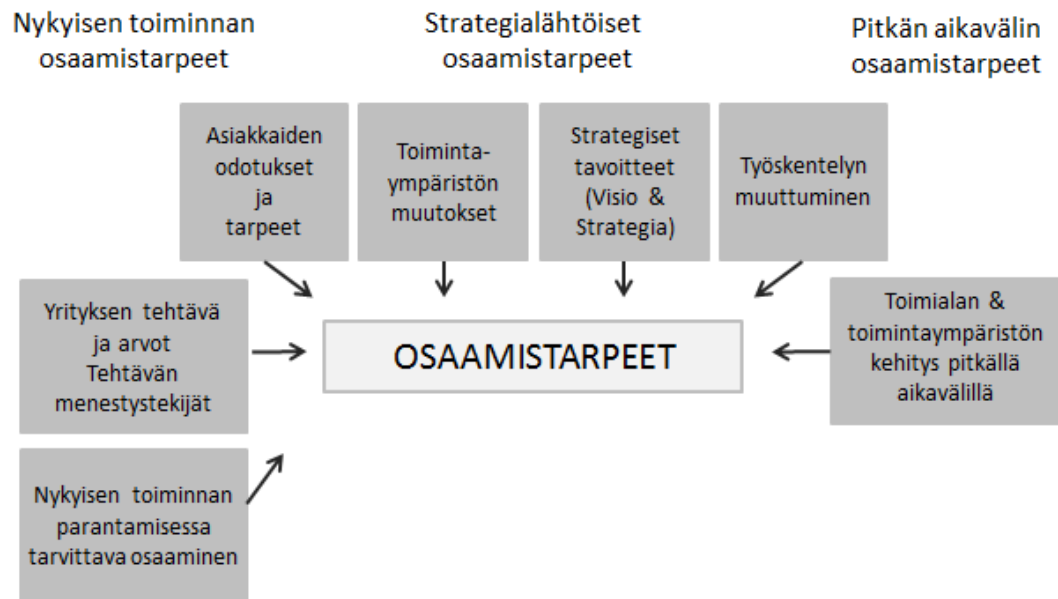 Nykyisen toiminnan
osaamistarpeet
Strategialähtöiset
osaamistarpeet
Pitkän aikavälin
osaamistarpeet
Asiakkaiden
odotukset
ja
tarpeet
Toiminta-
ympäristön
muutokset
Strategiset
tavoitteet
(Visio &
Strategia)
Työskentelyn
muuttuminen
Yrityksen tehtävä
ja arvot
Tehtävän
menestystekijät
OSAAMISTARPEET
Toimialan &
toimintaympäristön
kehitys pitkällä
aikavälillä
Nykyisen toiminnan
parantamisessa
tarvittava osaaminen